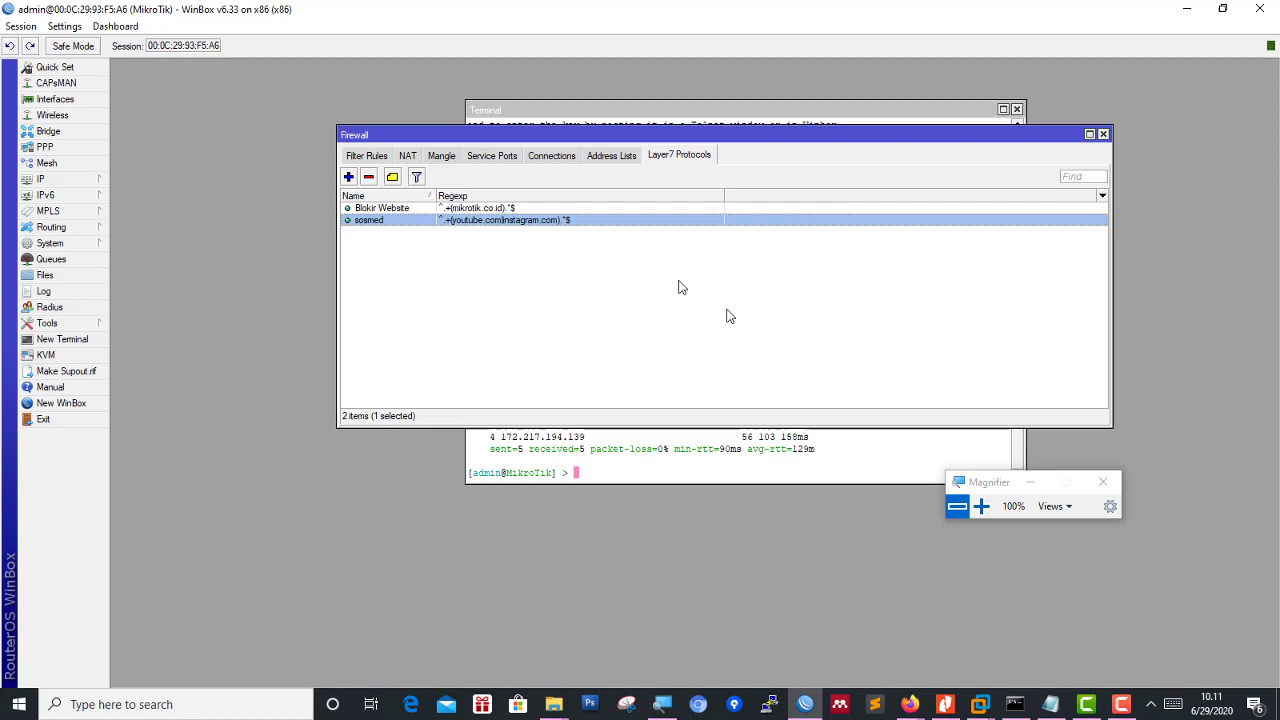 admin@00:0C:29:93:F5:A6 (MikroTik) - WinBox v6.33 on x86 (x86)
Session Settings Dashboard
Safe Mode Session: 00:0C:29:93:F5:A6
Quick Set
CAPsMAN
Interfaces
Wireless
Bridge
PPP
Mesh
IP
IPv6
MPLS
Routing
System
Queues
Files
Log
Radius
Tools
New Terminal
KVM
Make Supout.rif
Manual
New WinBox
Exit
RouterOS WinBox
Terminal
Firewall
Filter Rules NAT Mangle Service Ports Connections Address Lists Layer7 Protocols
Find
Name Regexp
Blokir Website ^.+(mikrotik.co.id).*$
sosmed ^.+(youtube.com|instagram.com).*$
2 items (1 selected)
4 172.217.194.139 56 103 158ms
sent=5 received=5 packet-loss=0% min-rtt=90ms avg-rtt=129m
[admin@MikroTik] >
Magnifier
100% Views
Type here to search
10.11
6/29/2020
6